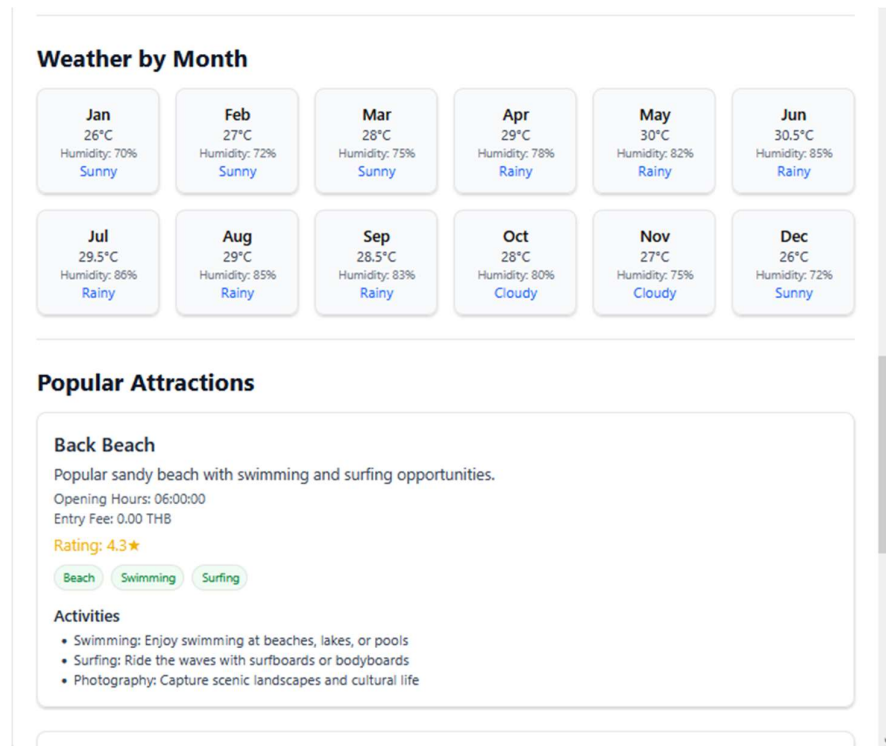 Weather by Month
Jan
26°C
Humidity: 70%
Sunny
Feb
27°C
Humidity: 72%
Sunny
Mar
28°C
Humidity: 75%
Sunny
Apr
29°C
Humidity: 78%
Rainy
May
30°C
Humidity: 82%
Rainy
Jun
30.5°C
Humidity: 85%
Rainy
Jul
29.5°C
Humidity: 86%
Rainy
Aug
29°C
Humidity: 85%
Rainy
Sep
28.5°C
Humidity: 83%
Rainy
Oct
28°C
Humidity: 80%
Cloudy
Nov
27°C
Humidity: 75%
Cloudy
Dec
26°C
Humidity: 72%
Sunny
Popular Attractions
Back Beach
Popular sandy beach with swimming and surfing opportunities.
Opening Hours: 06:00:00
Entry Fee: 0.00 THB
Rating: 4.3★
Beach
Swimming
Surfing
Activities
• Swimming: Enjoy swimming at beaches, lakes, or pools
• Surfing: Ride the waves with surfboards or bodyboards
• Photography: Capture scenic landscapes and cultural life